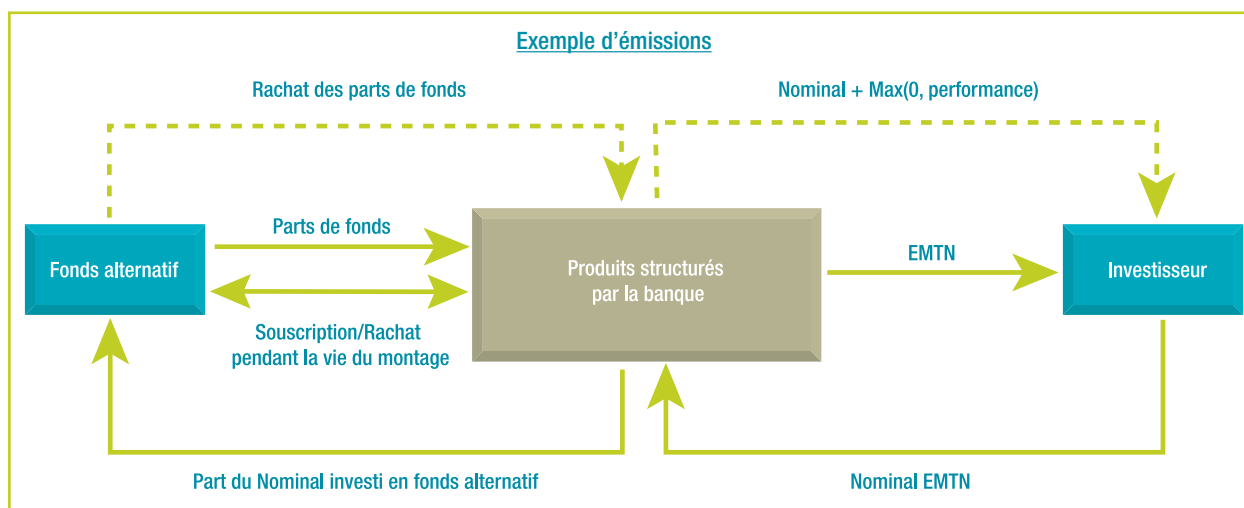 Exemple d'émissions
Rachat des parts de fonds
Nominal + Max(0, performance)
Parts de fonds
EMTN
Fonds alternatif
Produits structurés
par la banque
Investisseur
Souscription/Rachat
pendant la vie du montage
Part du Nominal investi en fonds alternatif
Nominal EMTN